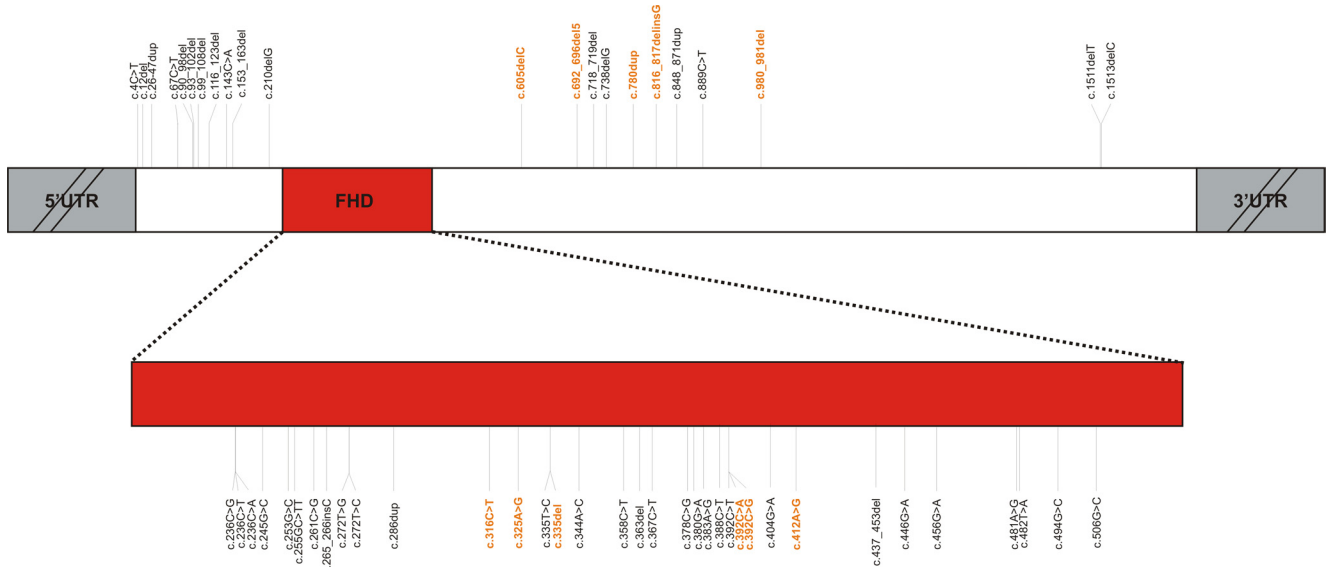 c.4C>T
c.12del
c.26-47dup
c.67C>T
c.90_98del
c.93_102del
c.99_108del
c.116_123del
c.143C>A
c.153_163del
c.210delG
c.605delC
c.692_696del5
c.718_719del
c.738delG
c.780dup
c.816_817delinsG
c.848_871dup
c.889C>T
c.980_981del
c.1511delT
c.1513delC
5’UTR
FHD
3’UTR
c.236C>G
c.236C>T
c.236C>A
c.245G>C
c.253G>C
c.255GC>TT
c.261C>G
c.265_266insC
c.272T>G
c.272T>C
c.286dup
c.316C>T
c.325A>G
c.335T>C
c.335del
c.344A>C
c.358C>T
c.363del
c.367C>T
c.378C>G
c.380G>A
c.383A>G
c.388C>T
c.392C>T
c.392C>A
c.392C>G
c.404G>A
c.412A>G
c.437_453del
c.446G>A
c.456G>A
c.481A>G
c.482T>A
c.494G>C
c.506G>C